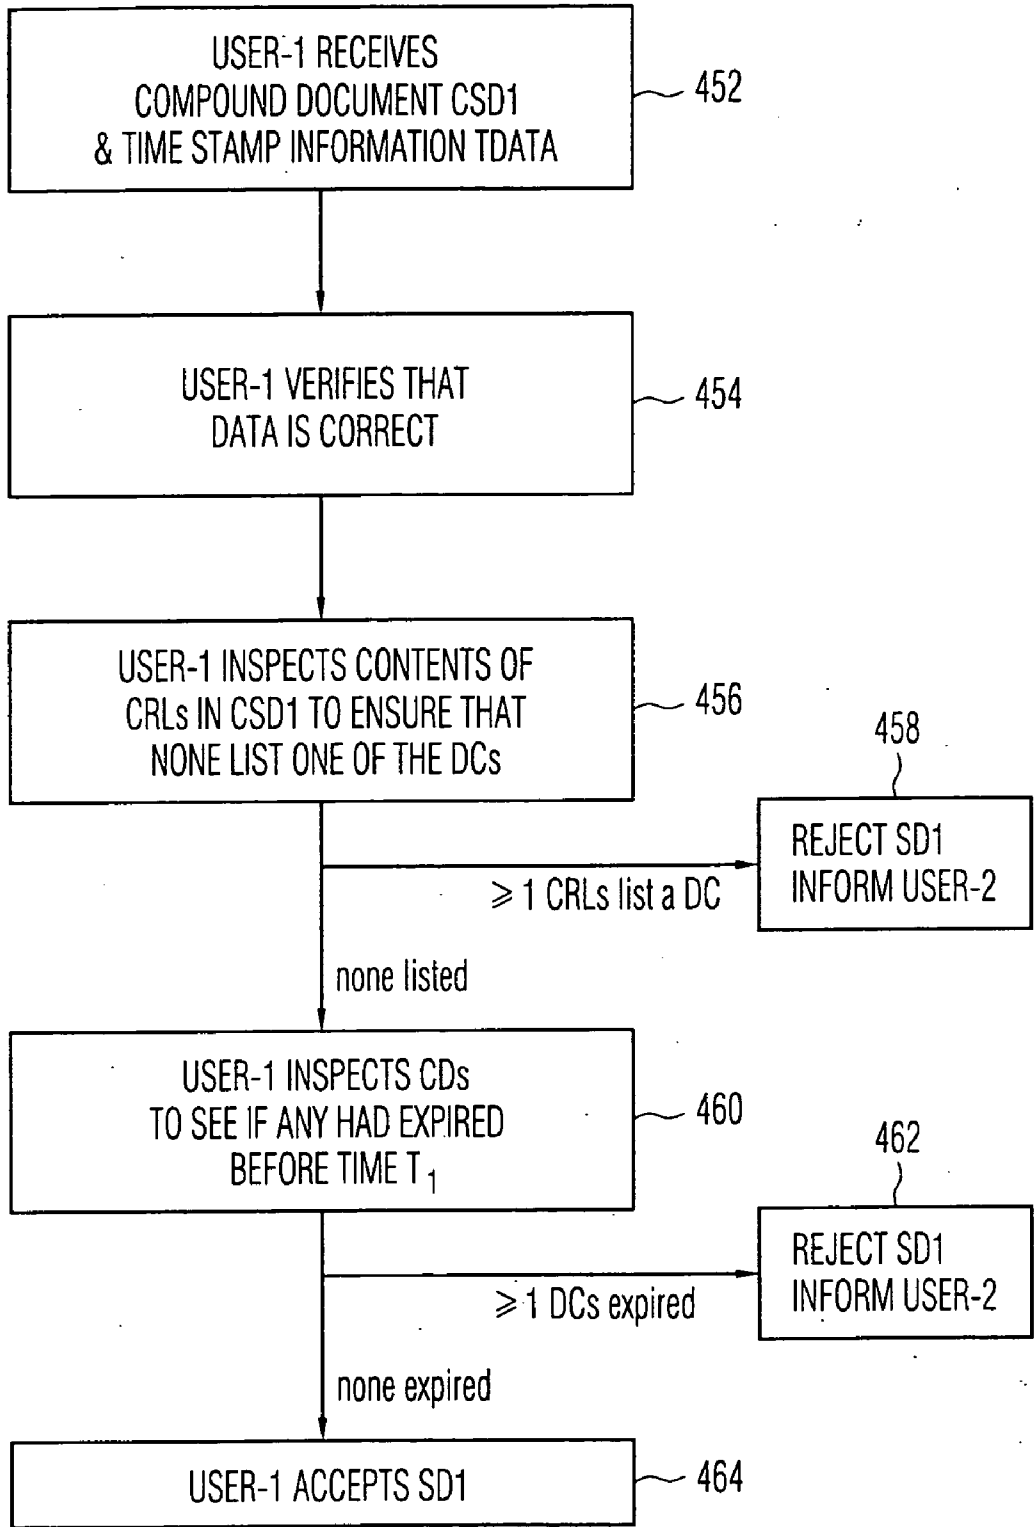 USER-1 RECEIVES
COMPOUND DOCUMENT CSD1
& TIME STAMP INFORMATION TDATA
452
USER-1 VERIFIES THAT
DATA IS CORRECT
454
USER-1 INSPECTS CONTENTS OF
CRLs IN CSD1 TO ENSURE THAT
NONE LIST ONE OF THE DCs
456
458
REJECT SD1
INFORM USER-2
⩾ 1 CRLs list a DC
none listed
USER-1 INSPECTS CDs
TO SEE IF ANY HAD EXPIRED
BEFORE TIME T1
460
462
REJECT SD1
INFORM USER-2
⩾ 1 DCs expired
none expired
USER-1 ACCEPTS SD1
464